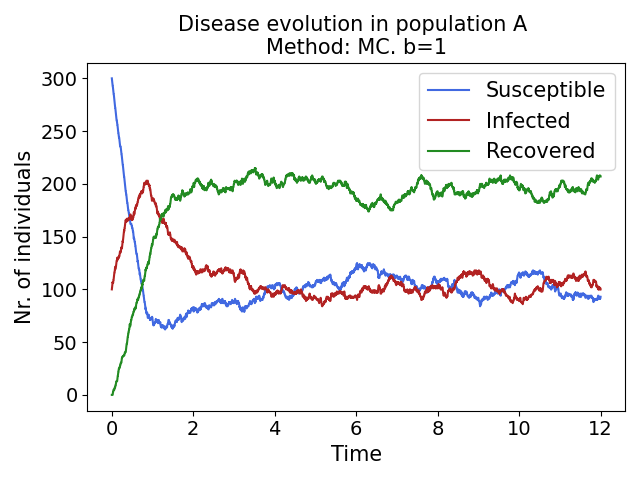 Disease evolution in population A
Method: MC. b=1
Nr. of individuals
300
250
200
150
100
50
0
Susceptible
Infected
Recovered
0 2 4 6 8 10 12
Time